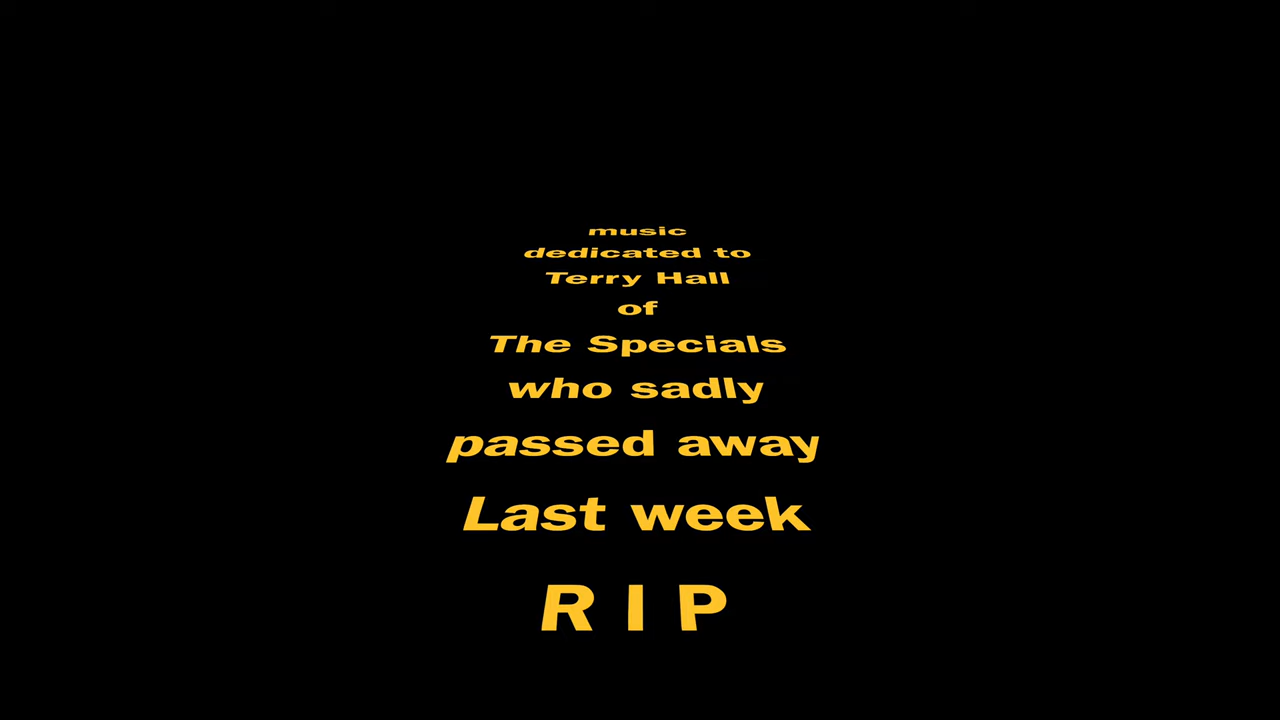 music
dedicated to
Terry Hall
of
The Specials
who sadly
passed away
Last week
R I P